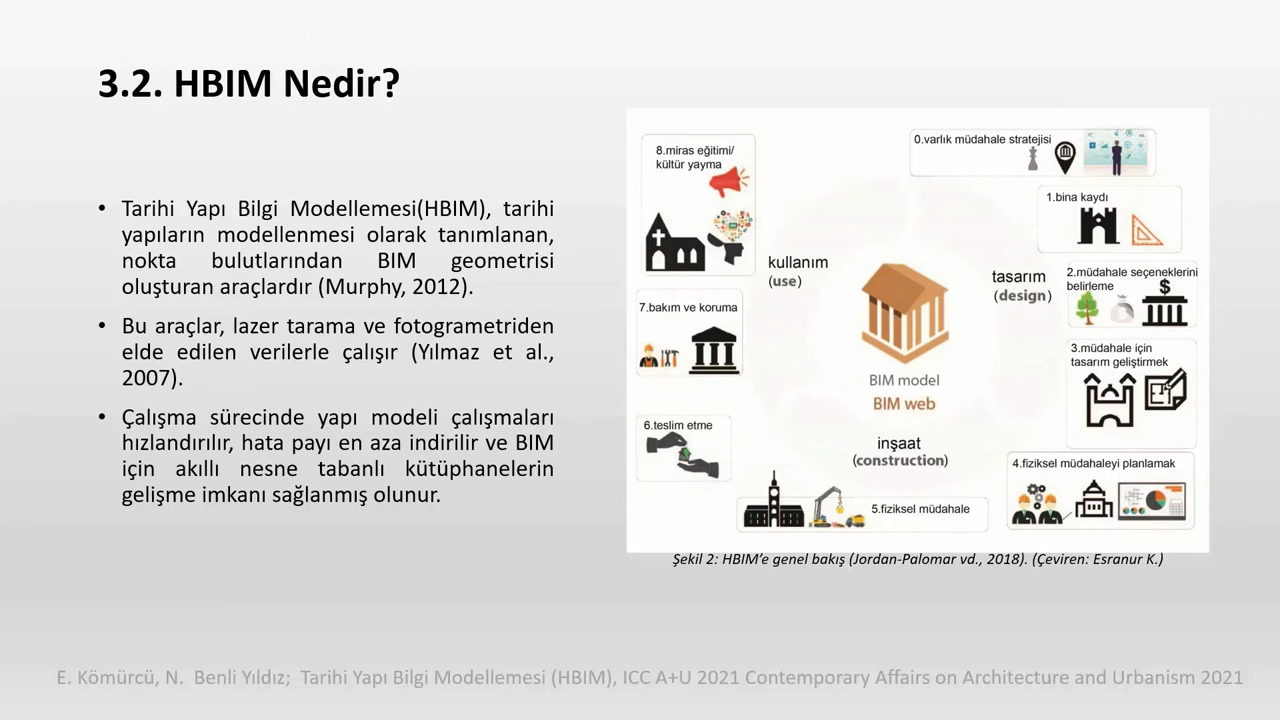 3.2. HBIM Nedir?
• Tarihi Yapı Bilgi Modellemesi(HBIM), tarihi
yapıların modellenmesi olarak tanımlanan,
nokta bulutlarından BIM geometrisi
oluşturan araçlardır (Murphy, 2012).
• Bu araçlar, lazer tarama ve fotogrametriden
elde edilen verilerle çalışır (Yılmaz et al.,
2007).
• Çalışma sürecinde yapı modeli çalışmaları
hızlandırılır, hata payı en aza indirilir ve BIM
için akıllı nesne tabanlı kütüphanelerin
gelişme imkanı sağlanmış olunur.
0.varlık müdahale stratejisi
1.bina kaydı
2.müdahale seçeneklerini
belirleme
$
3.müdahale için
tasarım geliştirmek
4.fiziksel müdahaleyi planlamak
5.fiziksel müdahale
6.teslim etme
7.bakım ve koruma
8.miras eğitimi/
kültür yayma
kullanım
(use)
tasarım
(design)
BIM model
BIM web
inşaat
(construction)
Şekil 2: HBIM’e genel bakış (Jordan-Palomar vd., 2018). (Çeviren: Esranur K.)
E. Kömürcü, N. Benli Yıldız; Tarihi Yapı Bilgi Modellemesi (HBIM), ICC A+U 2021 Contemporary Affairs on Architecture and Urbanism 2021